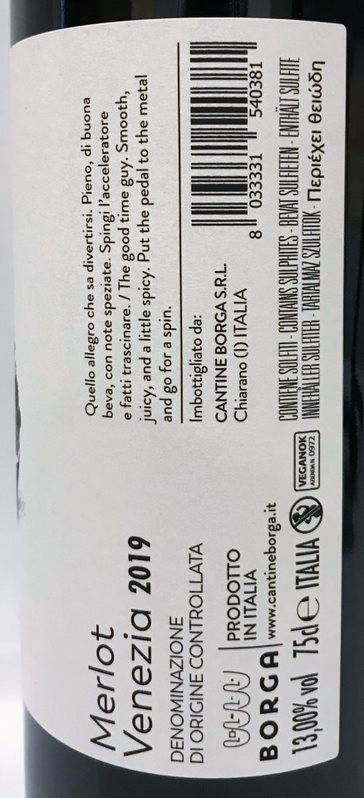 Merlot
Venezia 2019
DENOMINAZIONE
DI ORIGINE CONTROLLATA
PRODOTTO
IN ITALIA
BORGA
www.cantineborga.it
13,00% vol 75cl e ITALIA
VEGANOK
AZIENDA N. 0972
Quello allegro che sa divertirsi. Pieno, di buona
beva, con note speziate. Spingi l'acceleratore
e fatti trascinare. / The good time guy. Smooth,
juicy, and a little spicy. Put the pedal to the metal
and go for a spin.
Imbottigliato da:
CANTINE BORGA S.R.L.
Chiarano (I) ITALIA
8 033331 540381
CONTIENE SOLFITI - CONTAINS SULPHITES - BEVAT SULFIETEN - ENTHÄLT SULFITE
INNEHÅLLER SULFITER - TARTALMAZ SZULFITOK - Περιέχει θειώδη